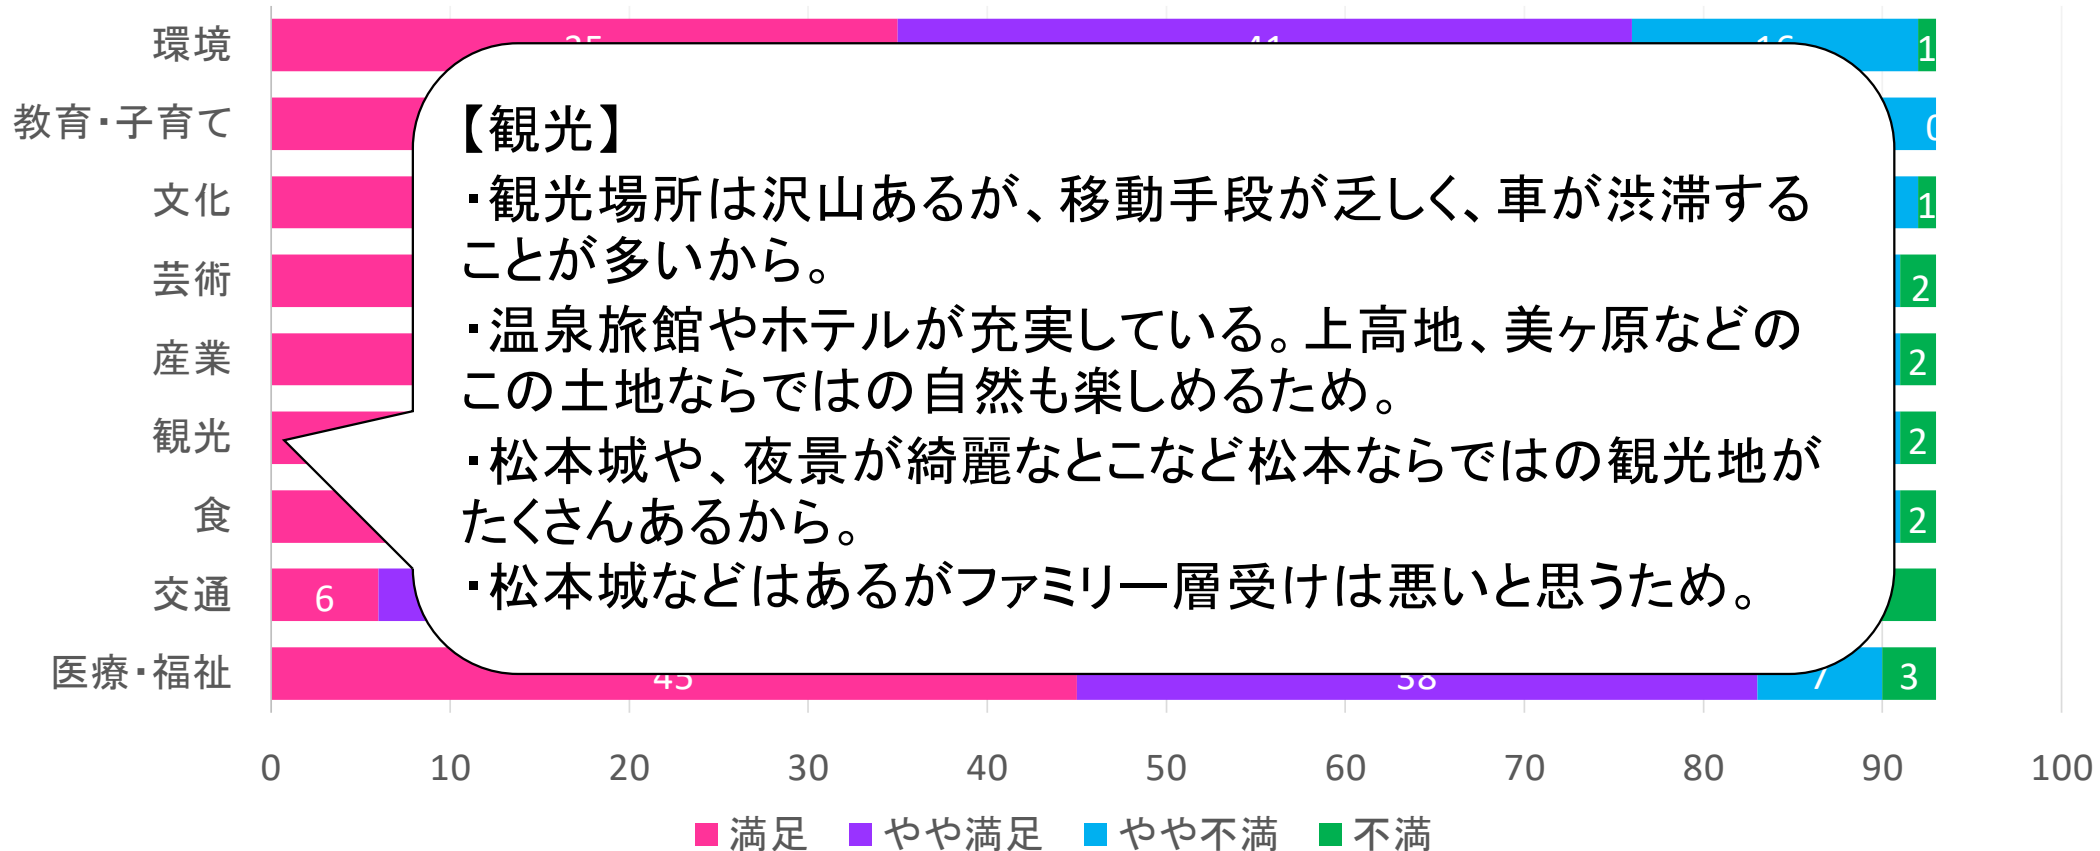 環境
35
41
16
1
教育・子育て
0
文化
1
芸術
2
産業
2
観光
2
食
2
交通
6
医療・福祉
45
38
7
3
【観光】
・観光場所は沢山あるが、移動手段が乏しく、車が渋滞する
ことが多いから。
・温泉旅館やホテルが充実している。上高地、美ヶ原などの
この土地ならではの自然も楽しめるため。
・松本城や、夜景が綺麗なとこなど松本ならではの観光地が
たくさんあるから。
・松本城などはあるがファミリー層受けは悪いと思うため。
0 10 20 30 40 50 60 70 80 90 100
満足 やや満足 やや不満 不満